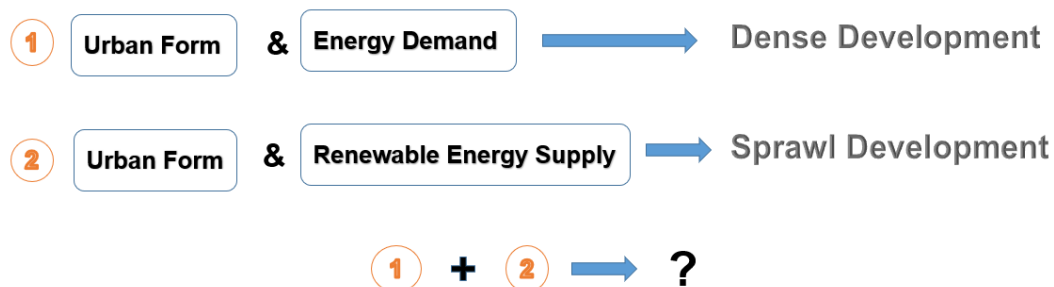 1 Urban Form & Energy Demand Dense Development
2 Urban Form & Renewable Energy Supply Sprawl Development
1 + 2 ?